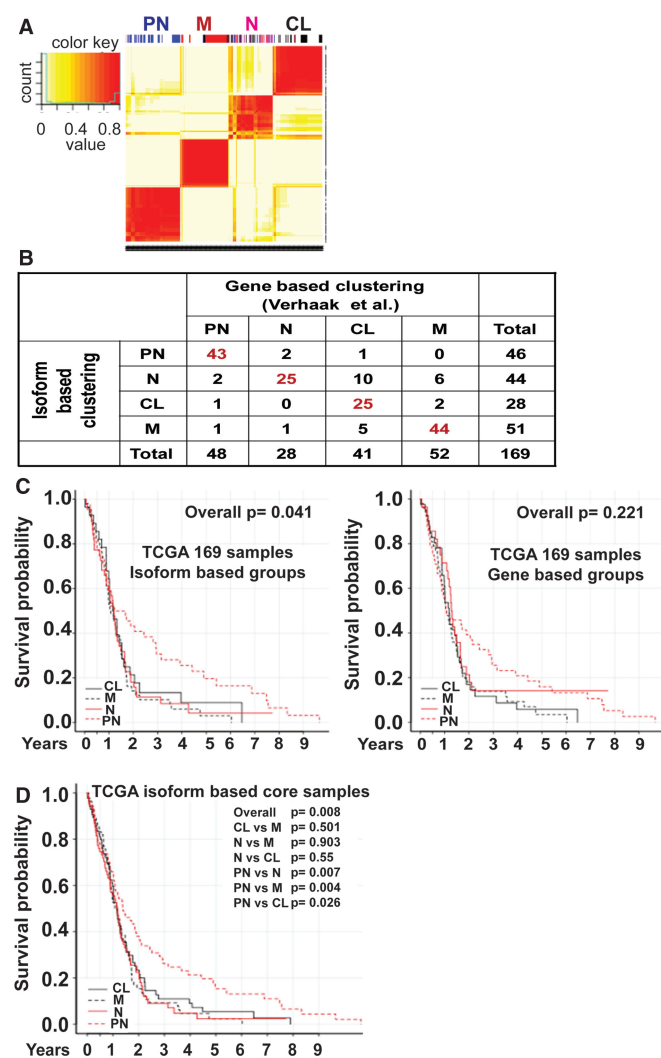 A
PN M N CL
color key
count
0 0.4 0.8
value
B
Gene based clustering
(Verhaak et al.)
PN N CL M Total
Isoform based clustering
PN 43 2 1 0 46
N 2 25 10 6 44
CL 1 0 25 2 28
M 1 1 5 44 51
Total 48 28 41 52 169
C
Survival probability
1.0
0.8
0.6
0.4
0.2
0.0
Overall p= 0.041
TCGA 169 samples
Isoform based groups
CL
M
N
PN
Years 0 1 2 3 4 5 6 7 8 9
Survival probability
1.0
0.8
0.6
0.4
0.2
0.0
Overall p= 0.221
TCGA 169 samples
Gene based groups
CL
M
N
PN
Years 0 1 2 3 4 5 6 7 8 9
D
TCGA isoform based core samples
Survival probability
1.0
0.8
0.6
0.4
0.2
0.0
Overall p= 0.008
CL vs M p= 0.501
N vs M p= 0.903
N vs CL p= 0.55
PN vs N p= 0.007
PN vs M p= 0.004
PN vs CL p= 0.026
CL
M
N
PN
Years 0 1 2 3 4 5 6 7 8 9